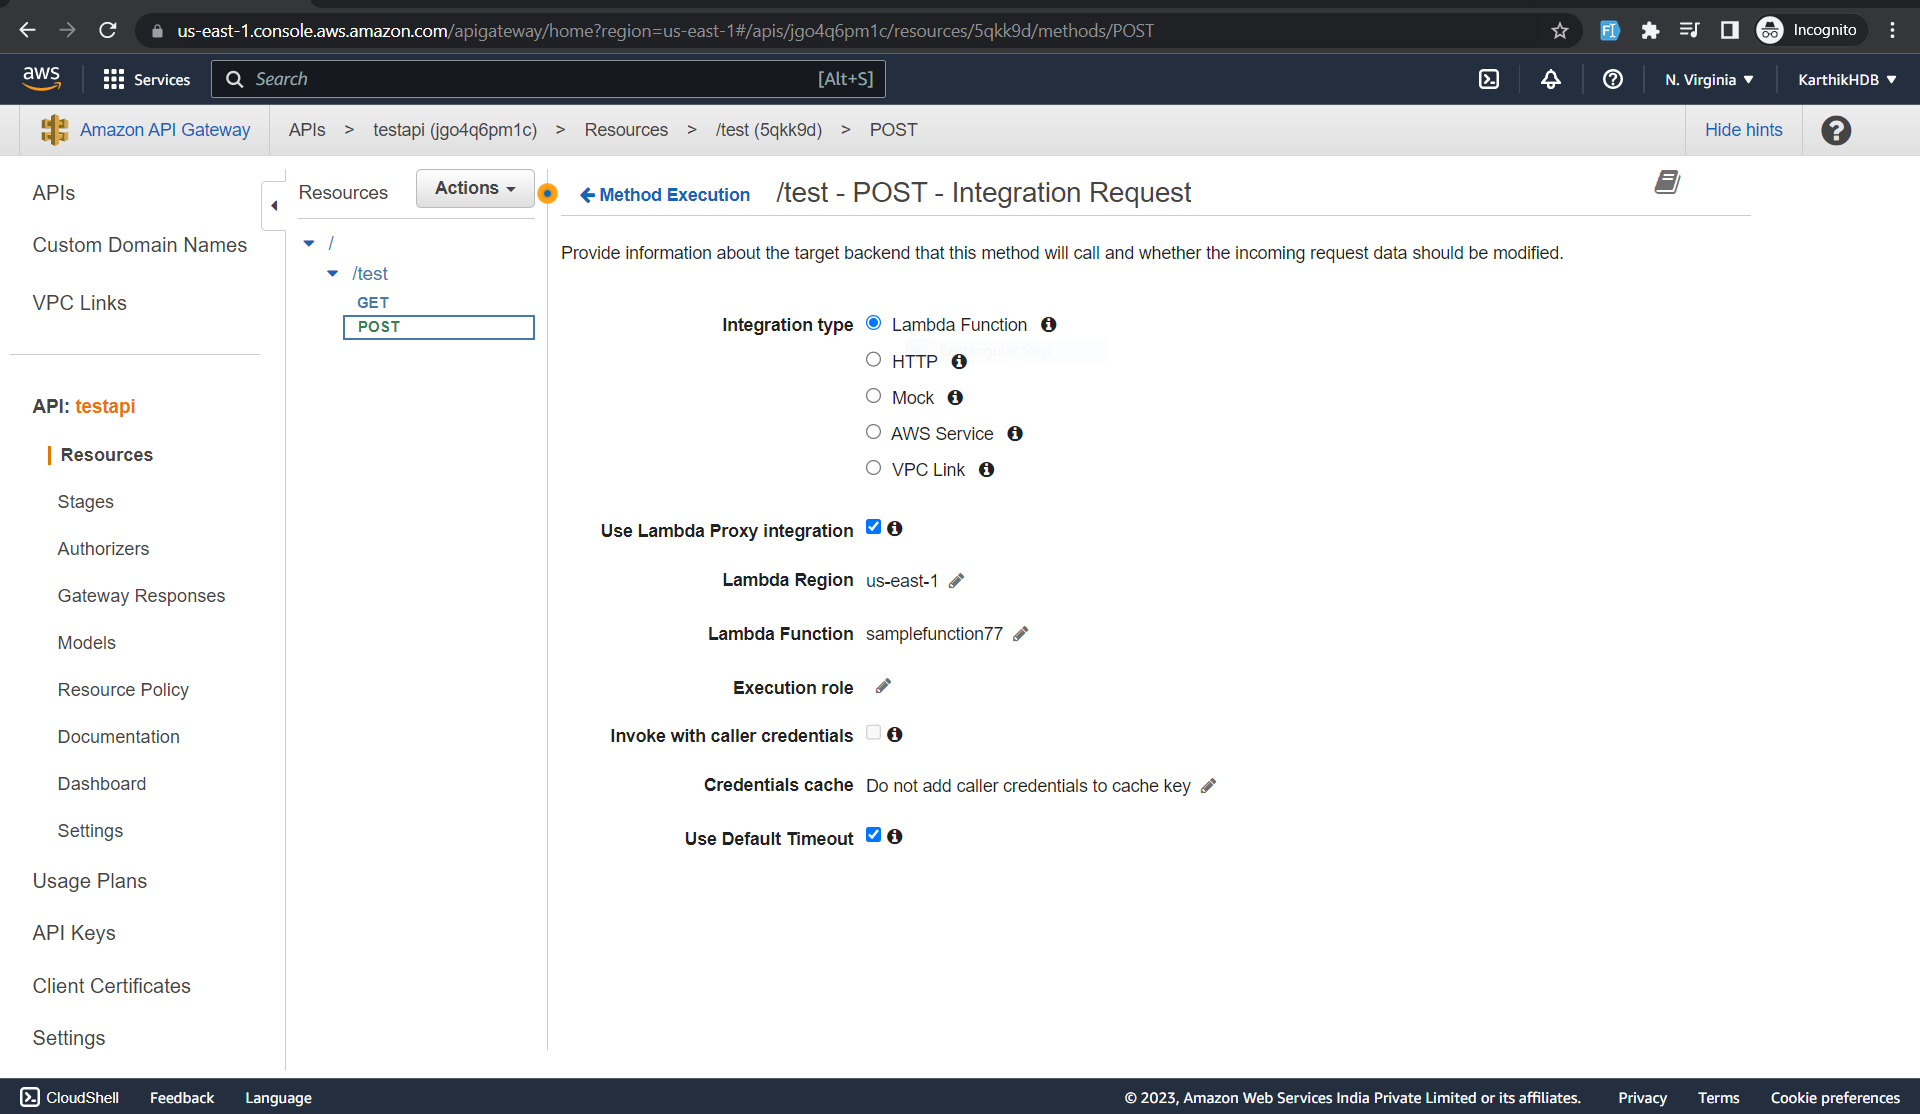 us-east-1.console.aws.amazon.com/apigateway/home?region=us-east-1#/apis/jgo4q6pm1c/resources/5qkk9d/methods/POST
Incognito
aws
Services
Search
[Alt+S]
N. Virginia
KarthikHDB
Amazon API Gateway
APIs > testapi (jgo4q6pm1c) > Resources > /test (5qkk9d) > POST
Hide hints
APIs
Custom Domain Names
VPC Links
API: testapi
Resources
Stages
Authorizers
Gateway Responses
Models
Resource Policy
Documentation
Dashboard
Settings
Usage Plans
API Keys
Client Certificates
Settings
Resources
Actions
/
/test
GET
POST
Method Execution
/test - POST - Integration Request
Provide information about the target backend that this method will call and whether the incoming request data should be modified.
Integration type
Lambda Function
Rectangular Snip
HTTP
Mock
AWS Service
VPC Link
Use Lambda Proxy integration
Lambda Region us-east-1
Lambda Function samplefunction77
Execution role
Invoke with caller credentials
Credentials cache Do not add caller credentials to cache key
Use Default Timeout
CloudShell
Feedback
Language
© 2023, Amazon Web Services India Private Limited or its affiliates.
Privacy
Terms
Cookie preferences